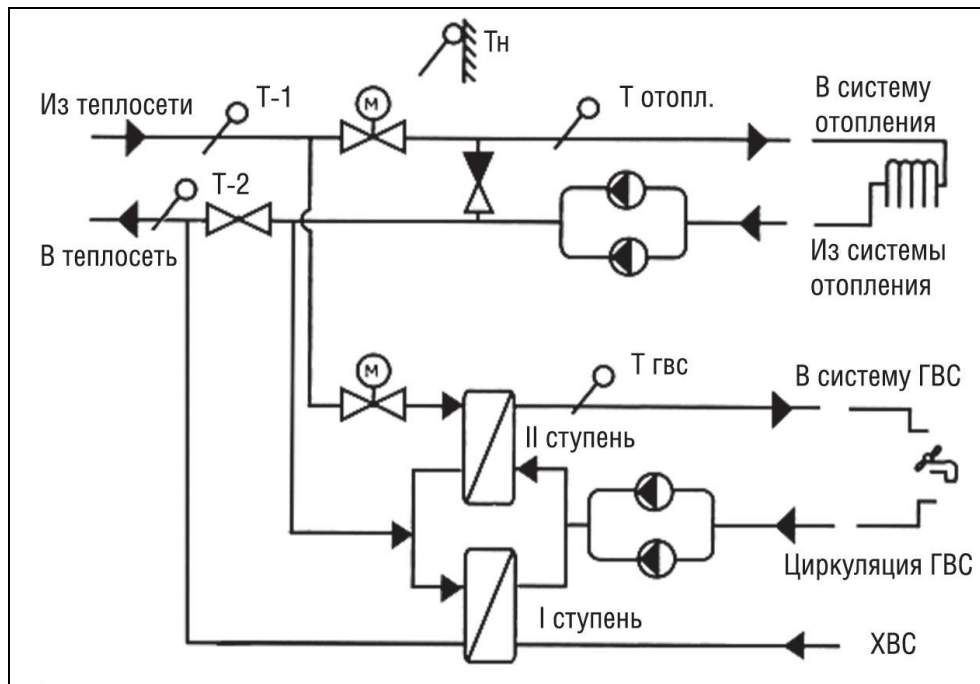 Тн
Из теплосети
Т-1
М
Т отопл.
В систему
отопления
Т-2
В теплосеть
Из системы
отопления
М
Т гвс
В систему ГВС
II ступень
Циркуляция ГВС
I ступень
ХВС